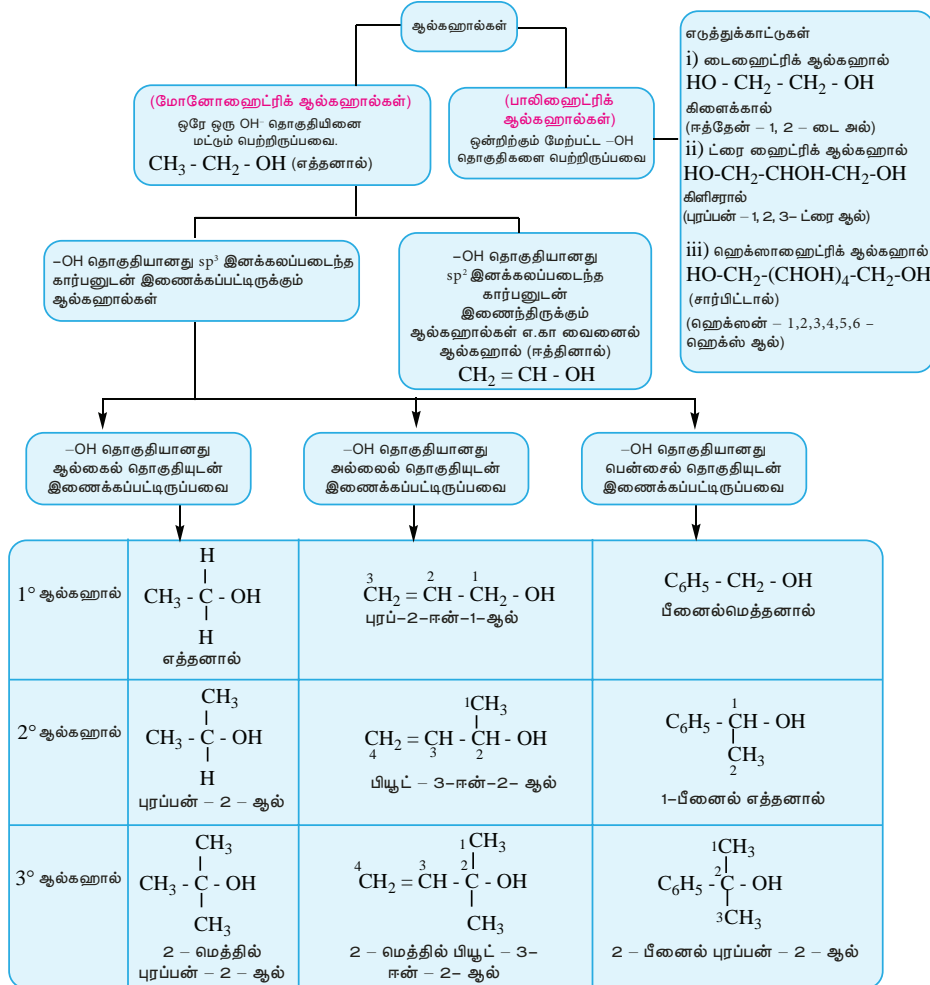 ஆல்கஹால்கள்
(மோனோஹைட்ரிக் ஆல்கஹால்கள்)
ஒரே ஒரு OH⁻ தொகுதியினை
மட்டும் பெற்றிருப்பவை.
CH₃ - CH₂ - OH (எத்தனால்)
(பாலிஹைட்ரிக்
ஆல்கஹால்கள்)
ஒன்றிற்கும் மேற்பட்ட –OH
தொகுதிகளை பெற்றிருப்பவை
எடுத்துக்காட்டுகள்
i) டைஹைட்ரிக் ஆல்கஹால்
HO - CH₂ - CH₂ - OH
கிளைக்கால்
(ஈத்தேன் – 1, 2 – டை அல்)
ii) ட்ரை ஹைட்ரிக் ஆல்கஹால்
HO-CH₂-CHOH-CH₂-OH
கிளிசரால்
(புரப்பன் – 1, 2, 3– ட்ரை ஆல்)
iii) ஹெக்ஸாஹைட்ரிக் ஆல்கஹால்
HO-CH₂-(CHOH)₄-CH₂-OH
(சார்பிட்டால்)
(ஹெக்ஸன் – 1,2,3,4,5,6 –
ஹெக்ஸ் ஆல்)
–OH தொகுதியானது sp³ இனக்கலப்படைந்த
கார்பனுடன் இணைக்கப்பட்டிருக்கும்
ஆல்கஹால்கள்
–OH தொகுதியானது
sp² இனக்கலப்படைந்த
கார்பனுடன்
இணைந்திருக்கும்
ஆல்கஹால்கள் எ.கா வைனைல்
ஆல்கஹால் (ஈத்தினால்)
CH₂ = CH - OH
–OH தொகுதியானது
ஆல்கைல் தொகுதியுடன்
இணைக்கப்பட்டிருப்பவை
–OH தொகுதியானது
அல்லைல் தொகுதியுடன்
இணைக்கப்பட்டிருப்பவை
–OH தொகுதியானது
பென்சைல் தொகுதியுடன்
இணைக்கப்பட்டிருப்பவை
1° ஆல்கஹால்
H
CH₃ - C - OH
H
எத்தனால்
3 2 1
CH₂ = CH - CH₂ - OH
புரப்–2–ஈன்–1–ஆல்
C₆H₅ - CH₂ - OH
பீனைல்மெத்தனால்
2° ஆல்கஹால்
CH₃
CH₃ - C - OH
H
புரப்பன் – 2 – ஆல்
1CH₃
CH₂ = CH - CH - OH
4 3 2
பியூட் – 3–ஈன்–2– ஆல்
1
C₆H₅ - CH - OH
CH₃
2
1–பீனைல் எத்தனால்
3° ஆல்கஹால்
CH₃
CH₃ - C - OH
CH₃
2 – மெத்தில்
புரப்பன் – 2 – ஆல்
1CH₃
4 3 2
CH₂ = CH - C - OH
CH₃
2 – மெத்தில் பியூட் – 3–
ஈன் – 2– ஆல்
1CH₃
2
C₆H₅ - C - OH
3CH₃
2 – பீனைல் புரப்பன் – 2 – ஆல்